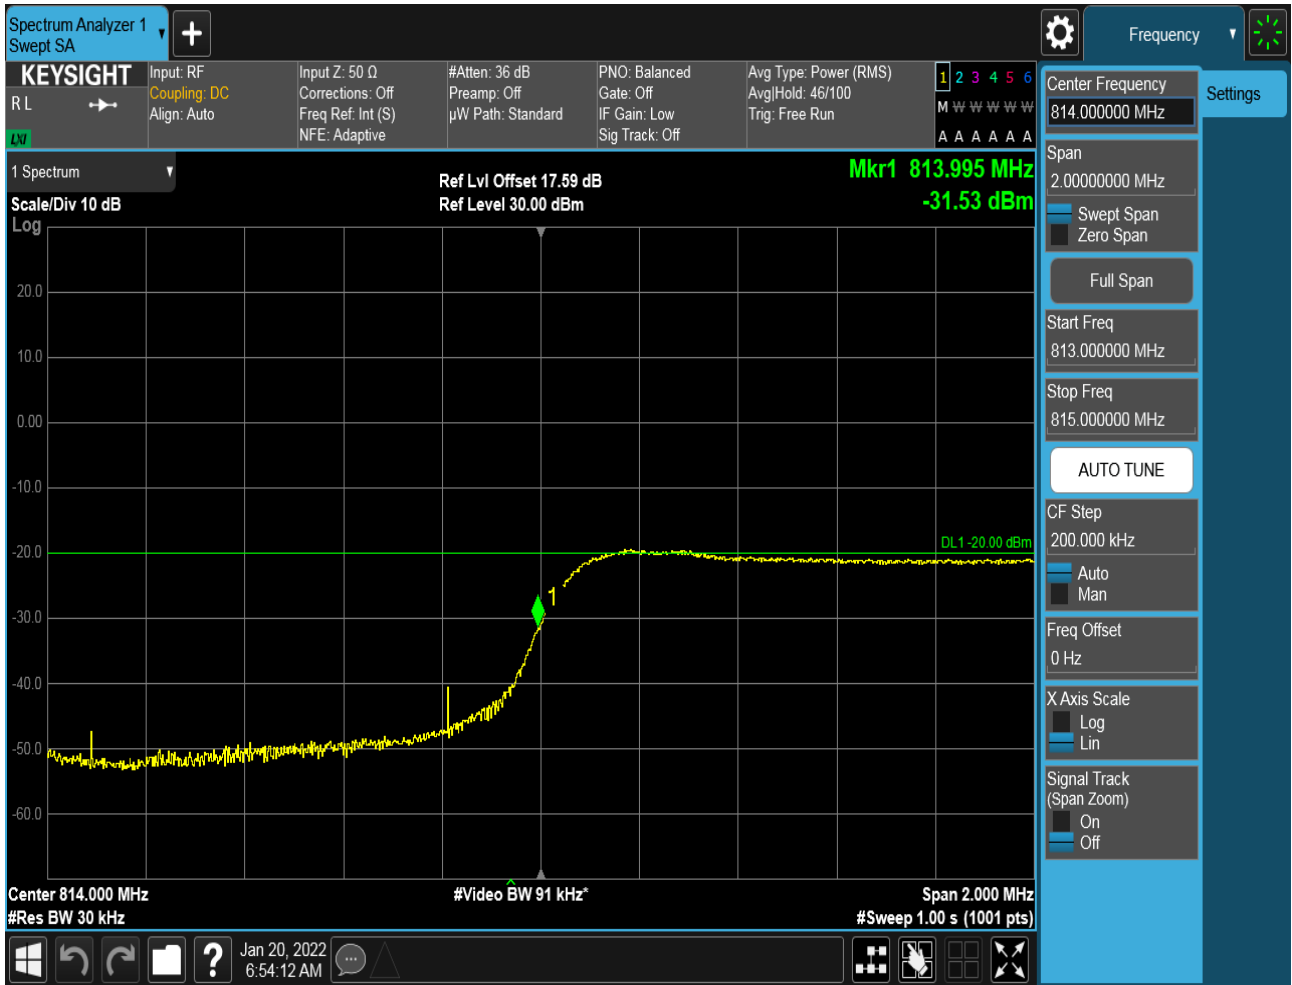 Spectrum Analyzer 1
Swept SA
Frequency
KEYSIGHT
R L
LXI
Input: RF
Coupling: DC
Align: Auto
Input Z: 50 Ω
Corrections: Off
Freq Ref: Int (S)
NFE: Adaptive
#Atten: 36 dB
Preamp: Off
µW Path: Standard
PNO: Balanced
Gate: Off
IF Gain: Low
Sig Track: Off
Avg Type: Power (RMS)
Avg|Hold: 46/100
Trig: Free Run
1 2 3 4 5 6
M W W W W W
A A A A A A
1 Spectrum
Scale/Div 10 dB
Log
Ref Lvl Offset 17.59 dB
Ref Level 30.00 dBm
Mkr1 813.995 MHz
-31.53 dBm
20.0
10.0
0.00
-10.0
-20.0
-30.0
-40.0
-50.0
-60.0
DL1 -20.00 dBm
1
Center 814.000 MHz
#Res BW 30 kHz
#Video BW 91 kHz*
Span 2.000 MHz
#Sweep 1.00 s (1001 pts)
Jan 20, 2022
6:54:12 AM
?
Center Frequency
814.000000 MHz
Settings
Span
2.00000000 MHz
Swept Span
Zero Span
Full Span
Start Freq
813.000000 MHz
Stop Freq
815.000000 MHz
AUTO TUNE
CF Step
200.000 kHz
Auto
Man
Freq Offset
0 Hz
X Axis Scale
Log
Lin
Signal Track
(Span Zoom)
On
Off